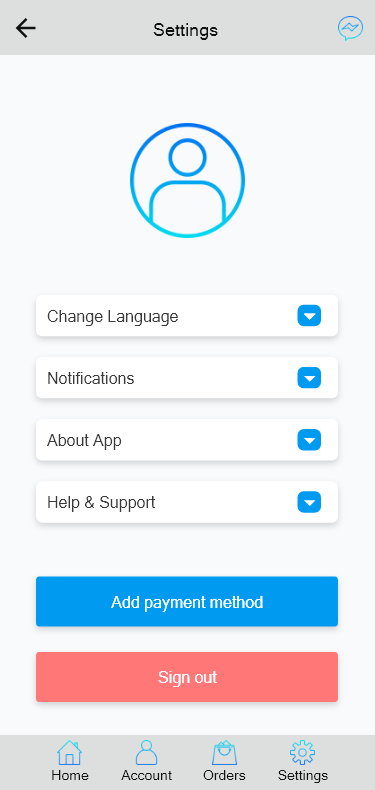 Settings
Change Language
Notifications
About App
Help & Support
Add payment method
Sign out
Home Account Orders Settings